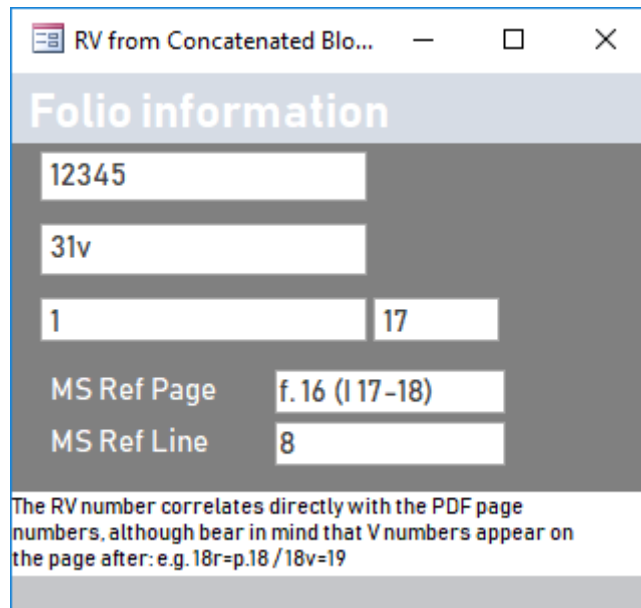 RV from Concatenated Blo...
Folio information
12345
31v
1 17
MS Ref Page f. 16 (I 17-18)
MS Ref Line 8
The RV number correlates directly with the PDF page
numbers, although bear in mind that V numbers appear on
the page after: e.g. 18r=p.18 / 18v=19